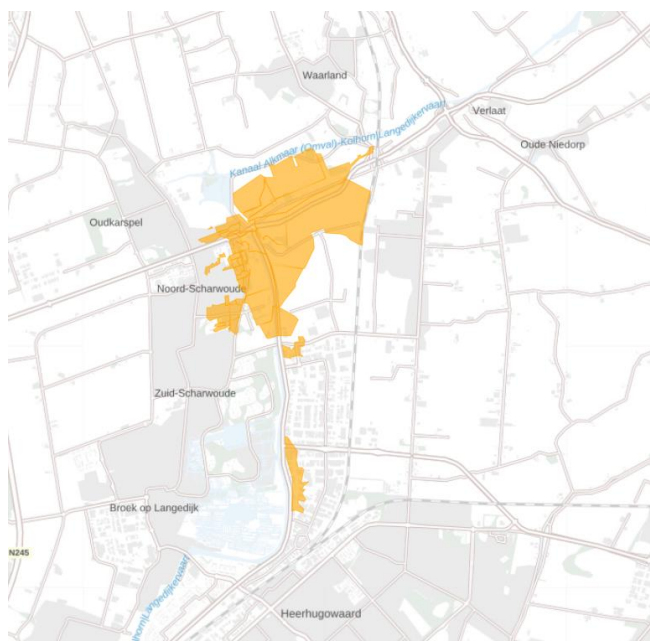 Waarland
Verlaat
Kanaal Alkmaar (Omval)-Kolhorn Langedijkervaart
Oude Niedorp
Oudkarspel
Noord-Scharwoude
Zuid-Scharwoude
Broek op Langedijk
N245
Langedijkervaart
Heerhugowaard